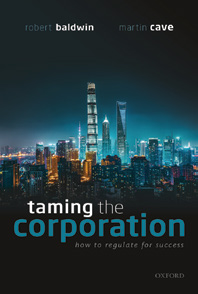 robert baldwin martin cave
taming the
corporation
how to regulate for success
OXFORD